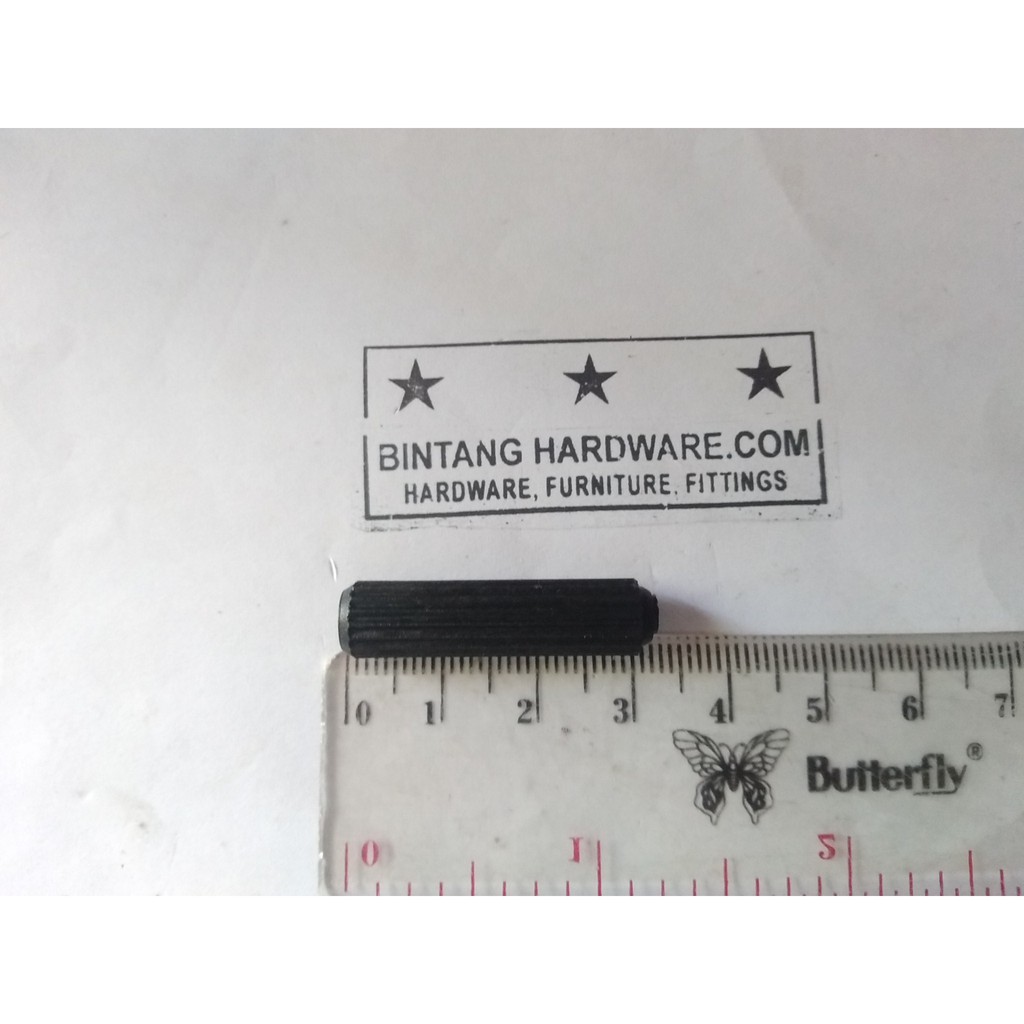 ★ ★ ★
BINTANG HARDWARE.COM
HARDWARE, FURNITURE, FITTINGS
0 1 2 3 4 5 6 7
Butterfly®
0 1 2